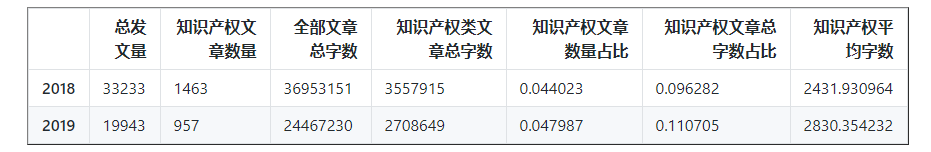 总发文量 知识产权文章数量 全部文章总字数 知识产权类文章总字数 知识产权文章数量占比 知识产权文章总字数占比 知识产权平均字数
2018 33233 1463 36953151 3557915 0.044023 0.096282 2431.930964
2019 19943 957 24467230 2708649 0.047987 0.110705 2830.354232